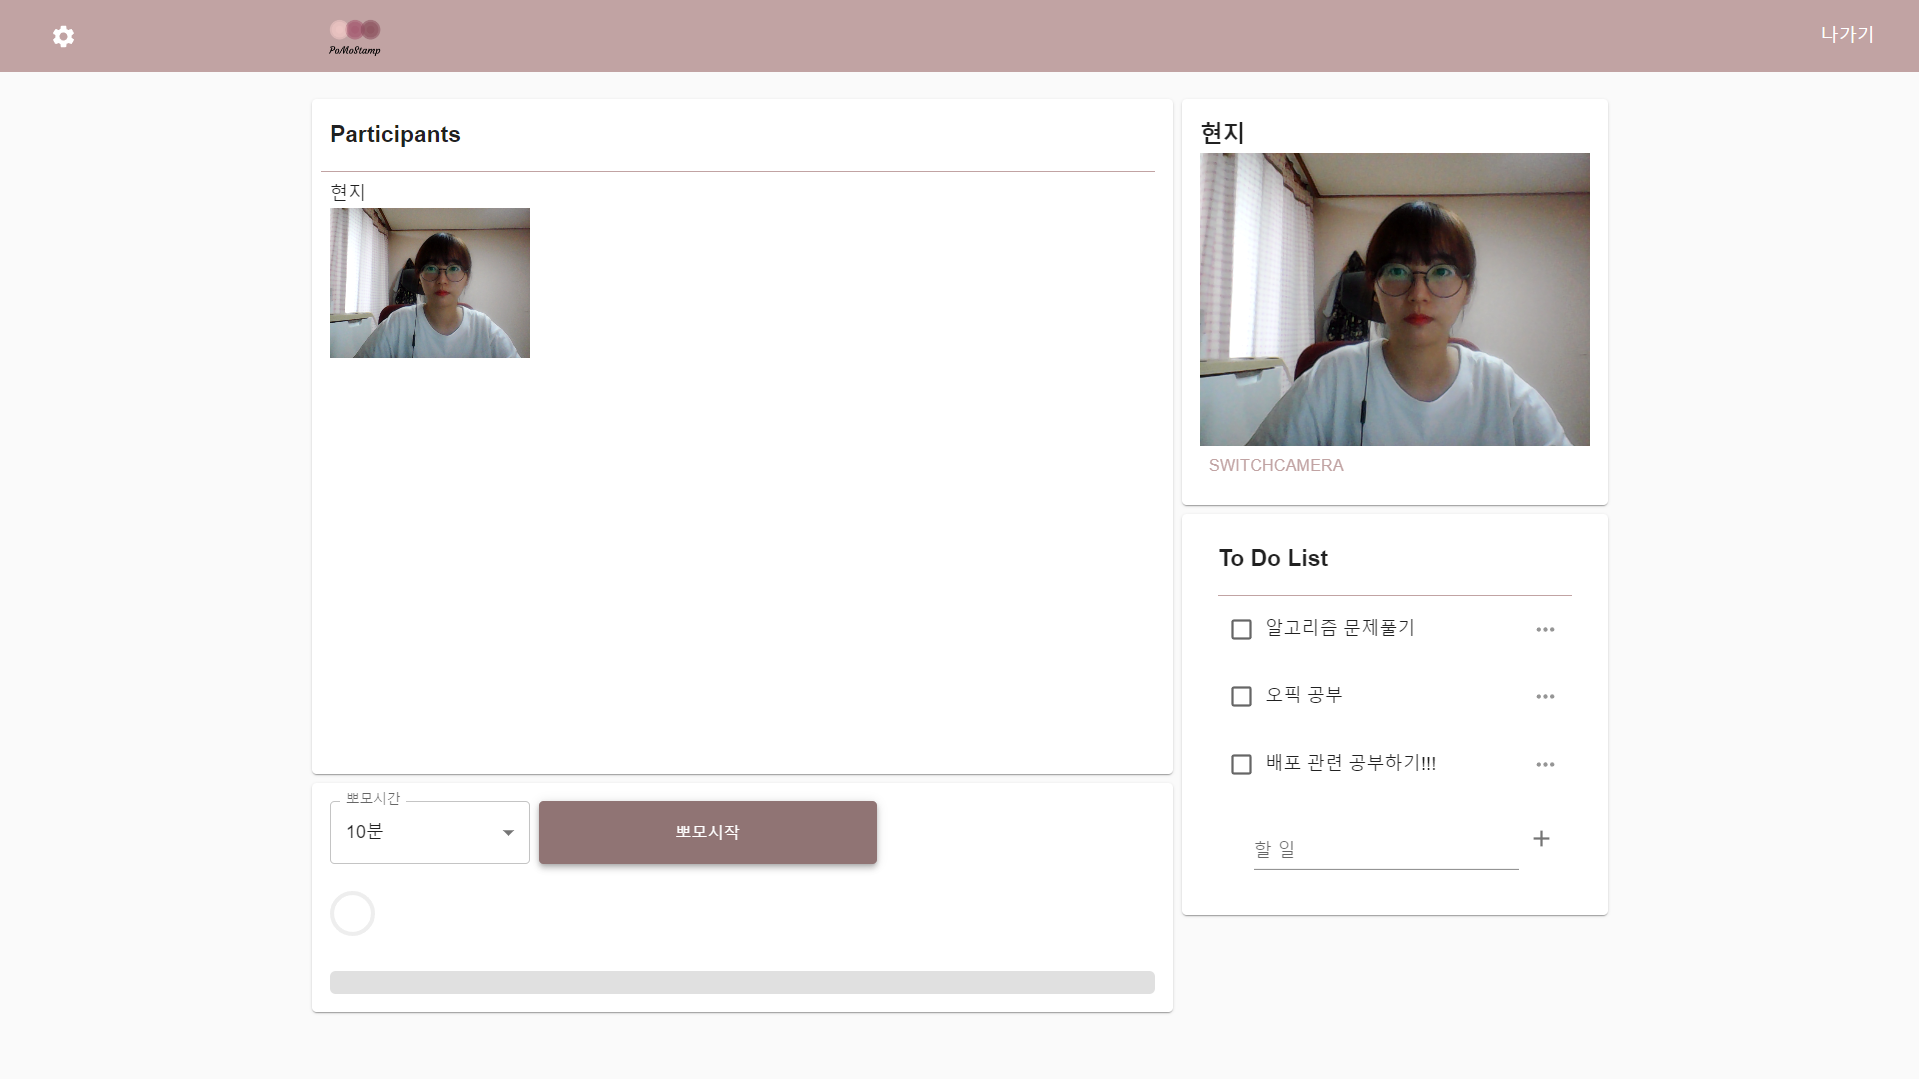 PoMoStamp
나가기
Participants
현지
뽀모시간
10분
뽀모시작
현지
SWITCHCAMERA
To Do List
알고리즘 문제풀기
오픽 공부
배포 관련 공부하기!!!
할 일